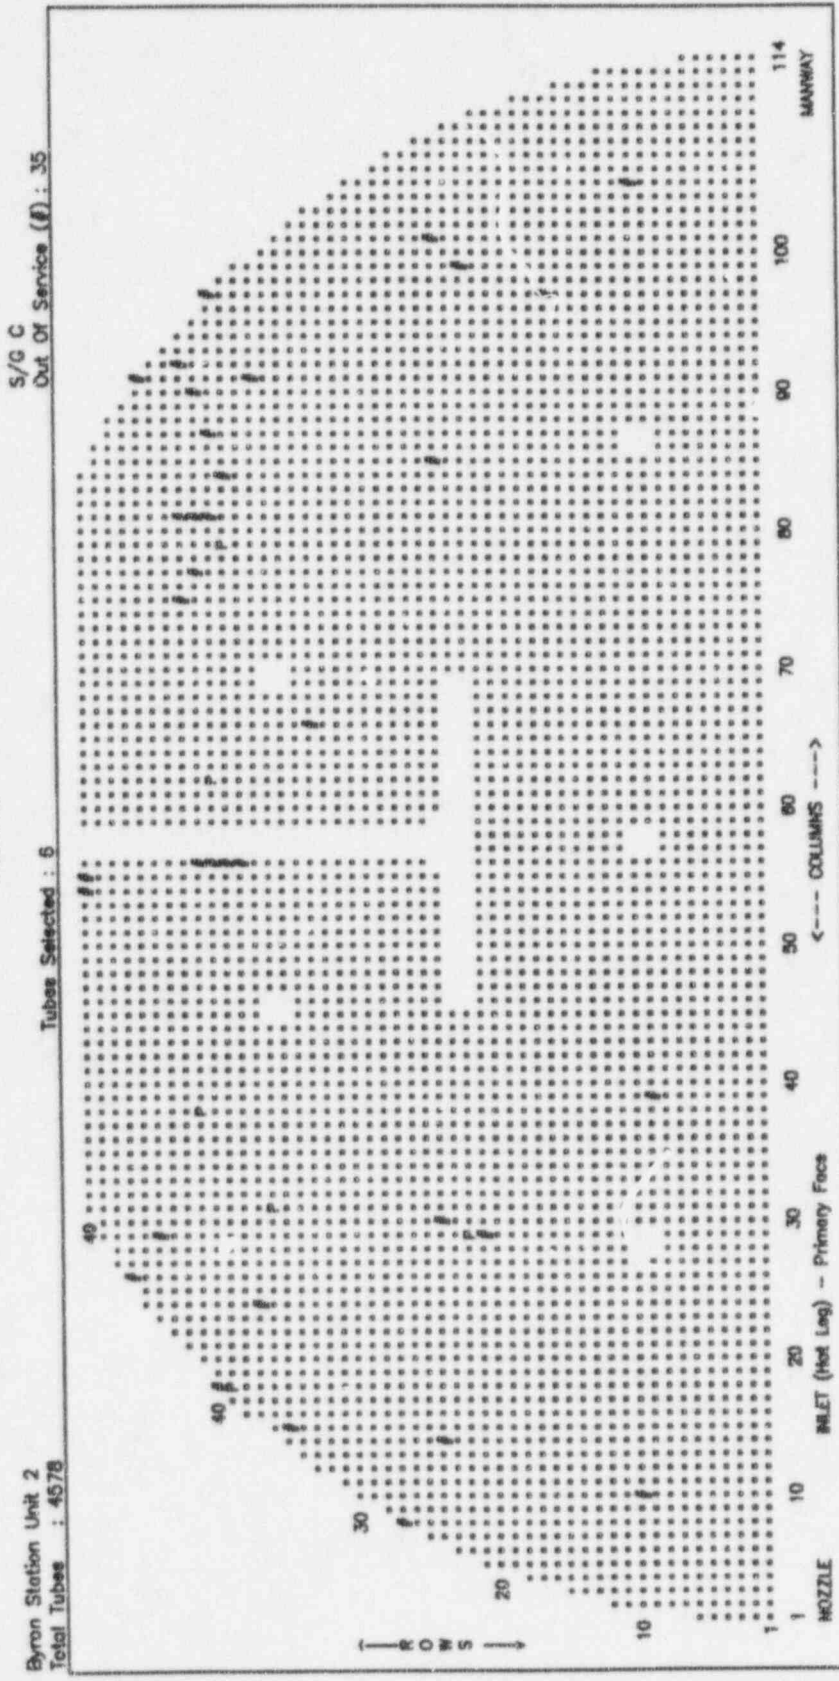 Byron Station Unit 2
Total Tubes : 4578
Tubes Selected : 6
S/G C
Out Of Service (#) : 35
40
40
30
20
10
1
<--- ROWS --->
1 10 20 30 40 50 60 70 80 90 100 114
NOZZLE <--- COLUMNS ---> MANWAY
INLET (Hot Leg) - Primary Face
P
P
P
P
P
P